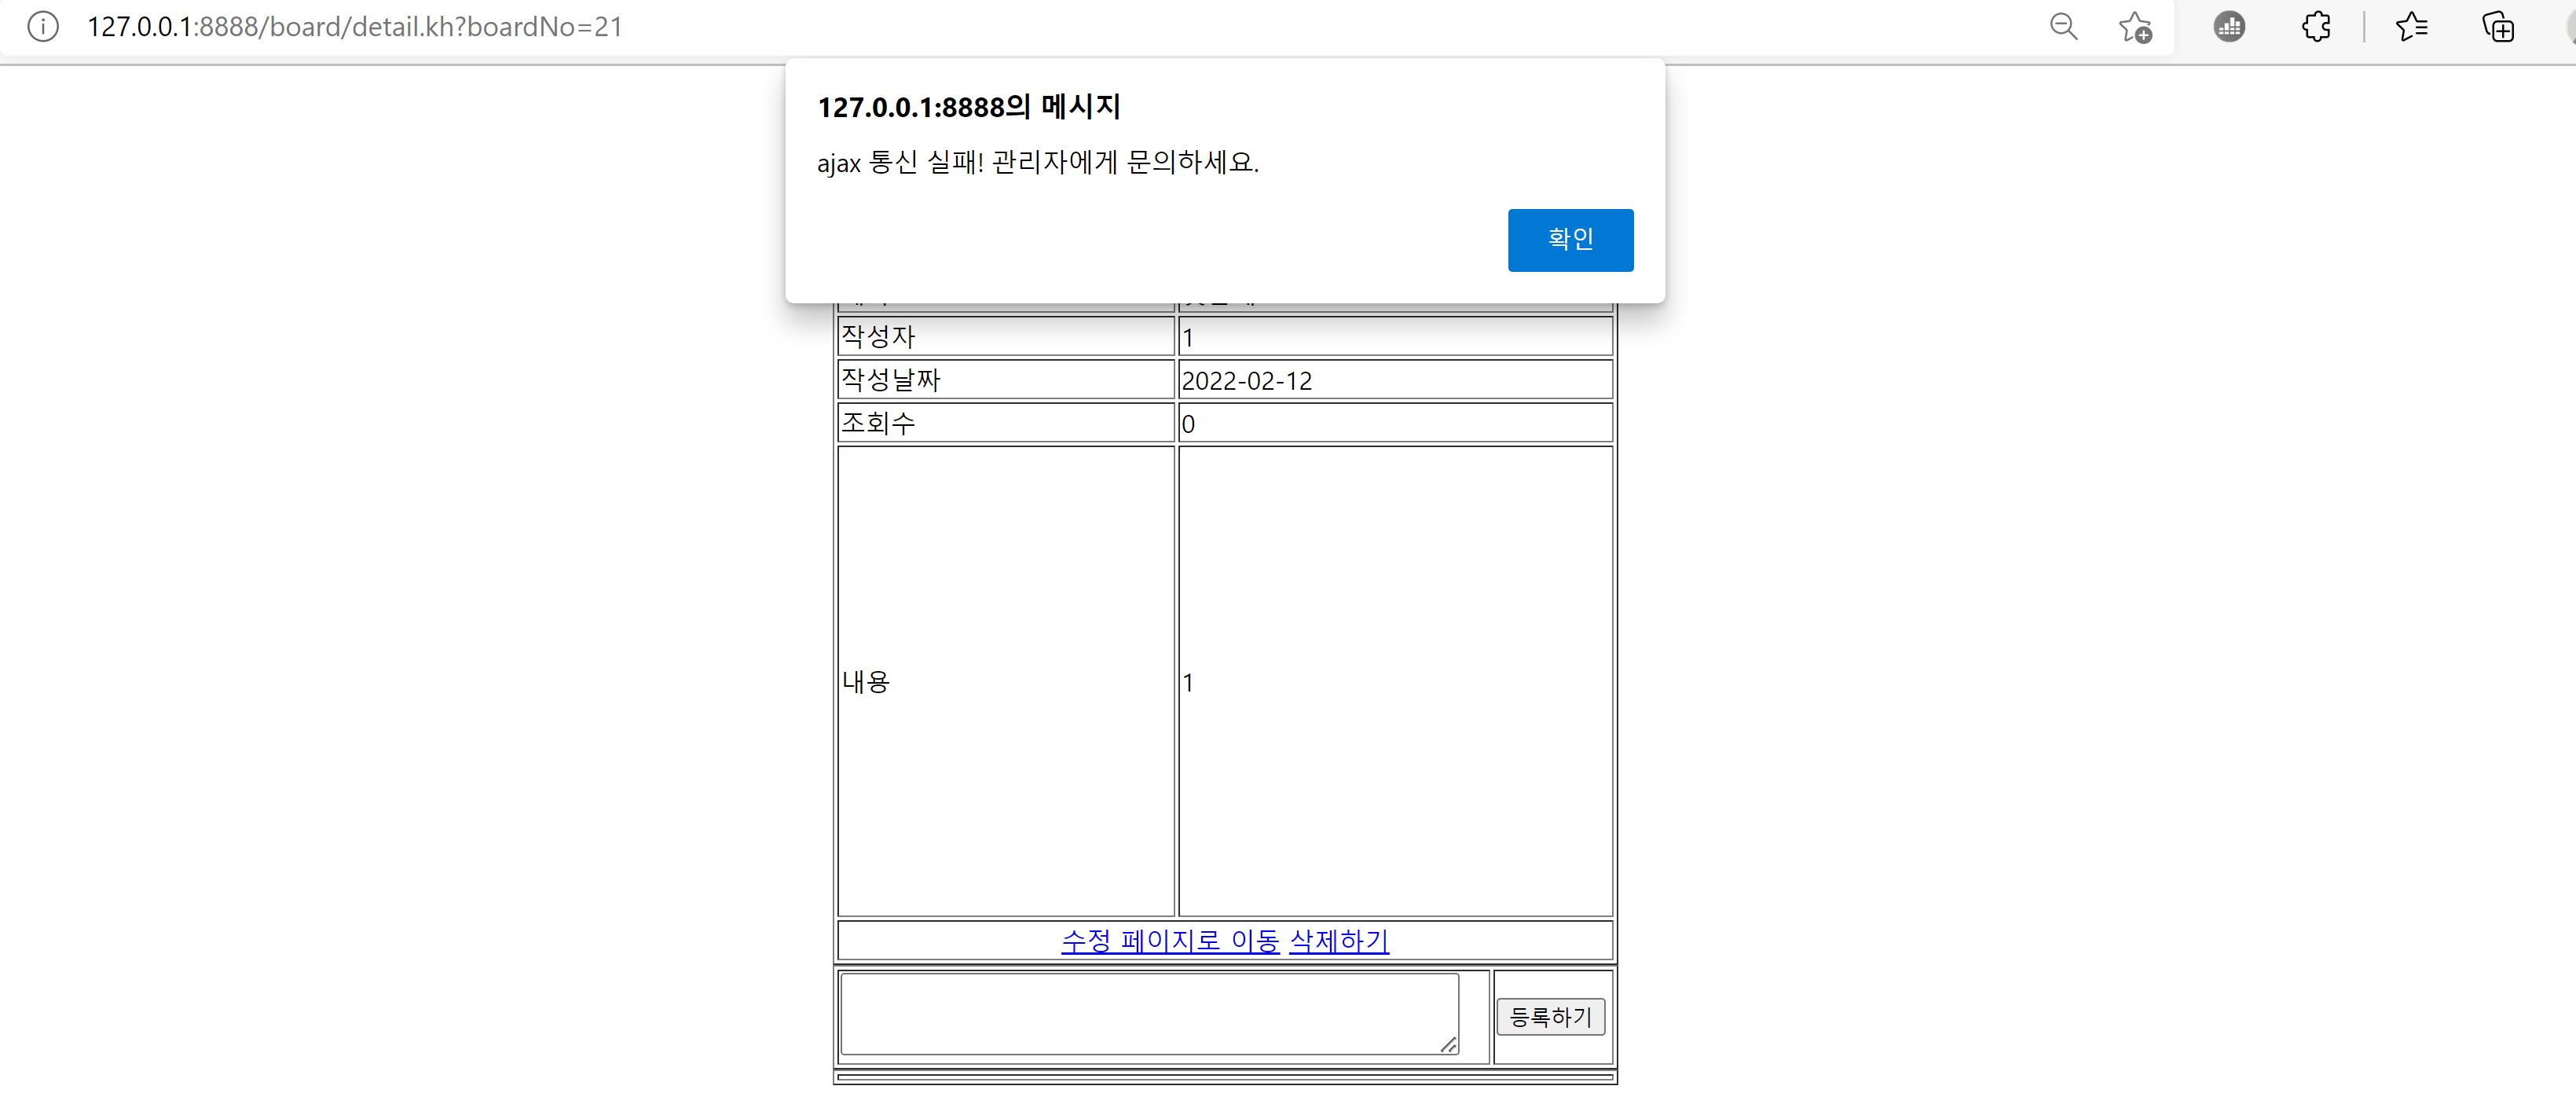 127.0.0.1:8888/board/detail.kh?boardNo=21
127.0.0.1:8888의 메시지
ajax 통신 실패! 관리자에게 문의하세요.
확인
작성자 1
작성날짜 2022-02-12
조회수 0
내용 1
수정 페이지로 이동 삭제하기
등록하기